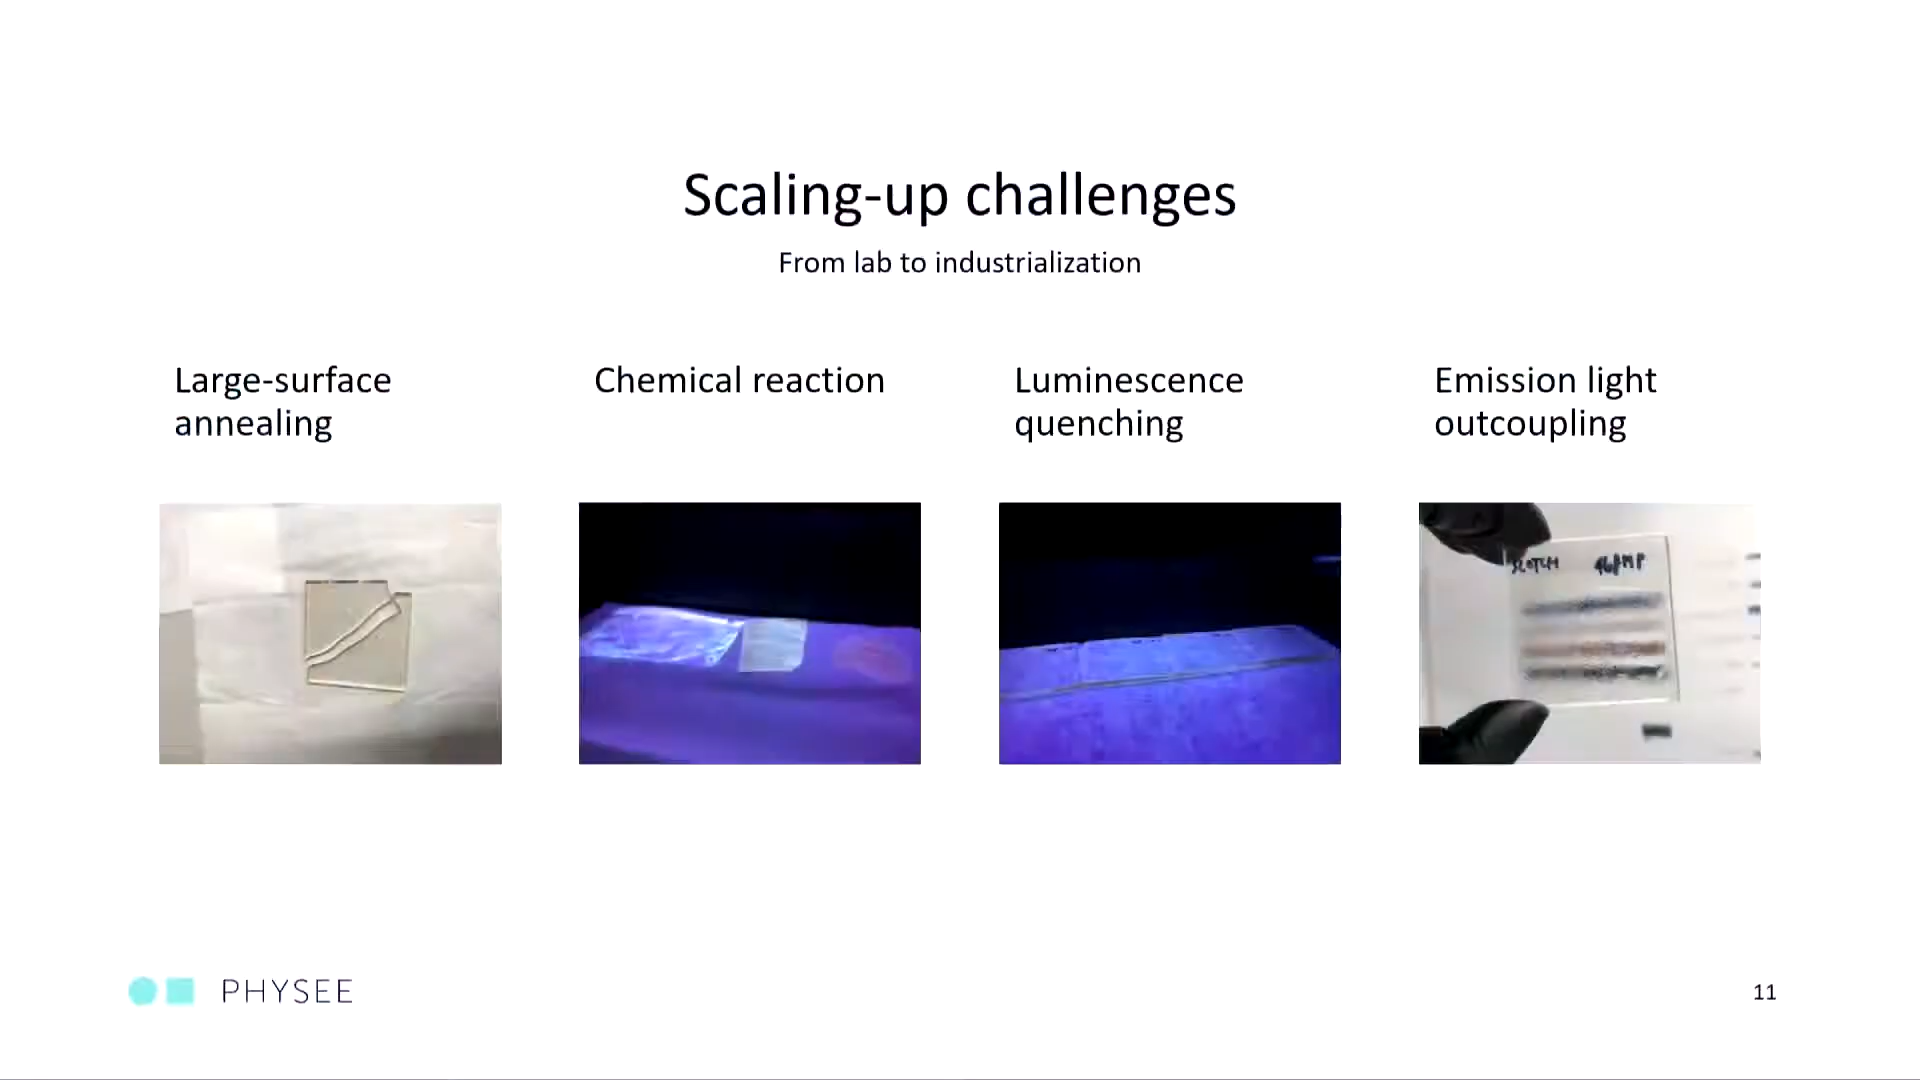 Scaling-up challenges
From lab to industrialization
Large-surface
annealing
Chemical reaction
Luminescence
quenching
Emission light
outcoupling
SCOTCH
PHYSEE
11